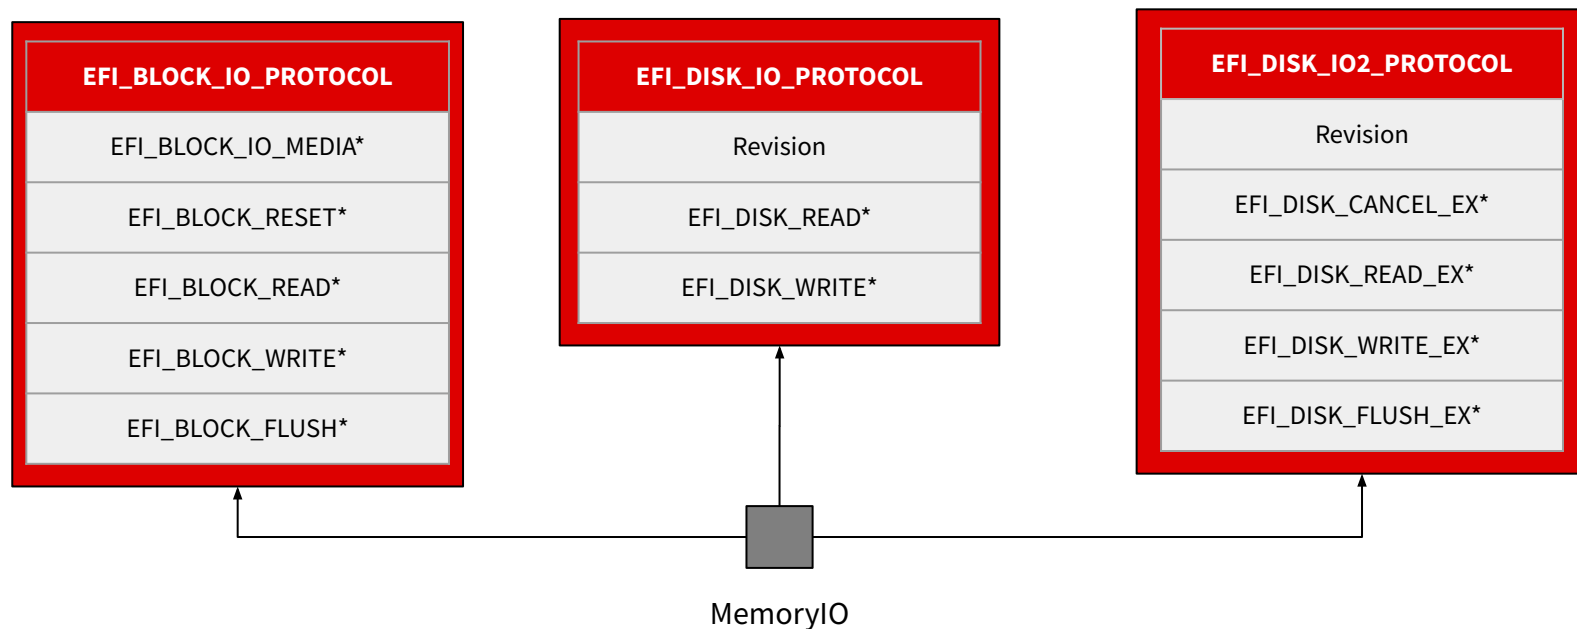 EFI_BLOCK_IO_PROTOCOL
EFI_BLOCK_IO_MEDIA*
EFI_BLOCK_RESET*
EFI_BLOCK_READ*
EFI_BLOCK_WRITE*
EFI_BLOCK_FLUSH*
EFI_DISK_IO_PROTOCOL
Revision
EFI_DISK_READ*
EFI_DISK_WRITE*
EFI_DISK_IO2_PROTOCOL
Revision
EFI_DISK_CANCEL_EX*
EFI_DISK_READ_EX*
EFI_DISK_WRITE_EX*
EFI_DISK_FLUSH_EX*
MemoryIO